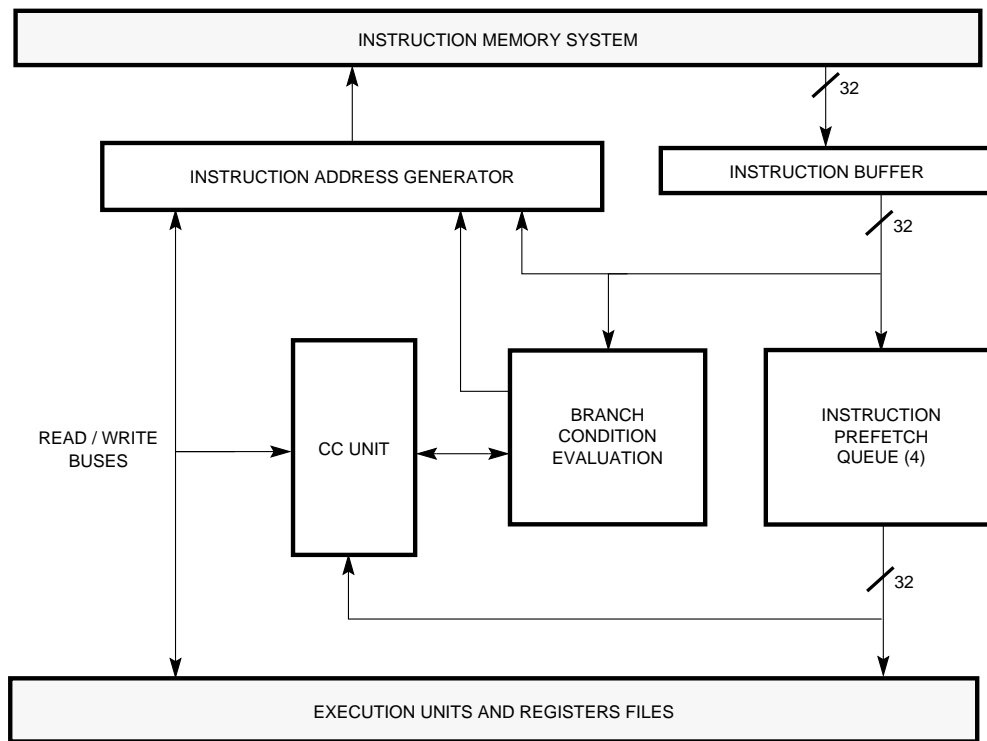 INSTRUCTION MEMORY SYSTEM
32
INSTRUCTION ADDRESS GENERATOR
INSTRUCTION BUFFER
32
READ / WRITE
BUSES
CC UNIT
BRANCH
CONDITION
EVALUATION
INSTRUCTION
PREFETCH
QUEUE (4)
32
EXECUTION UNITS AND REGISTERS FILES